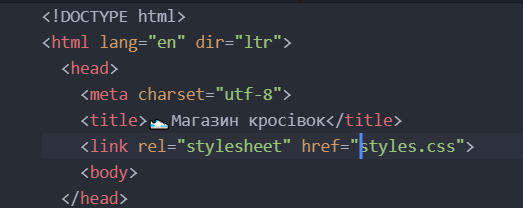 <!DOCTYPE html>
<html lang="en" dir="ltr">
<head>
<meta charset="utf-8">
<title>👟Магазин кросівок</title>
<link rel="stylesheet" href="styles.css">
<body>
</head>